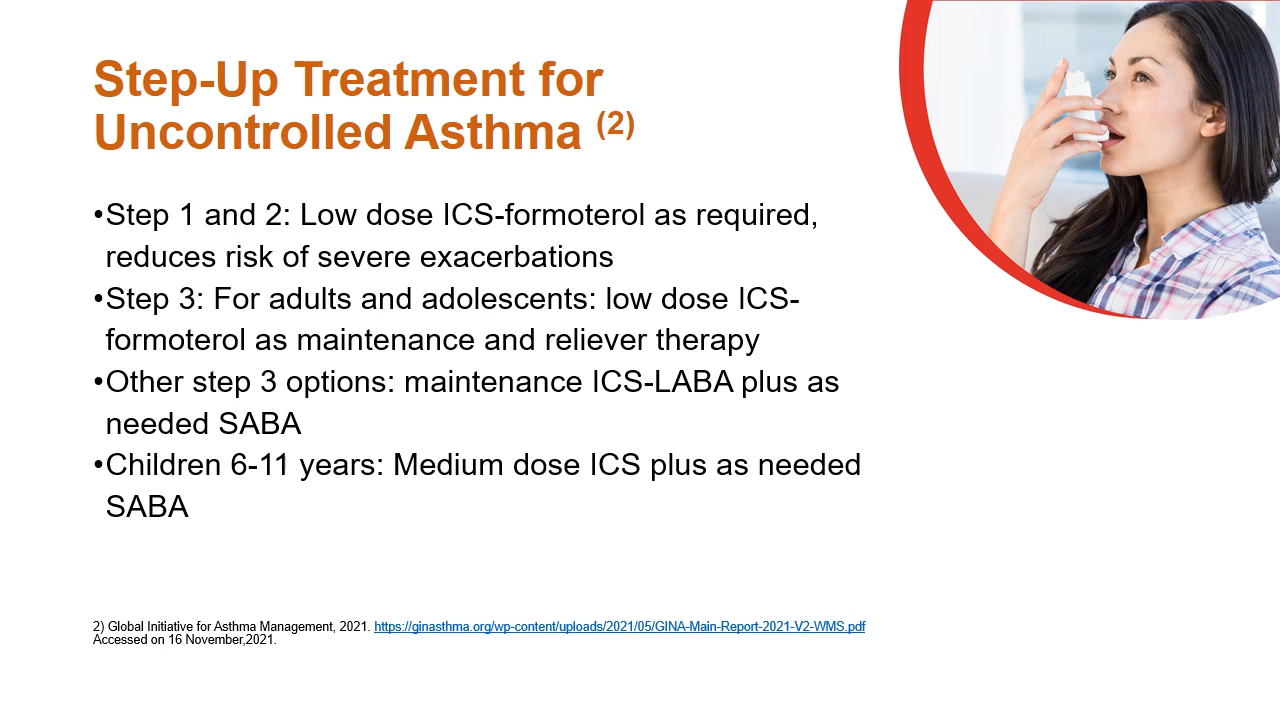 Step-Up Treatment for
Uncontrolled Asthma (2)
•Step 1 and 2: Low dose ICS-formoterol as required,
reduces risk of severe exacerbations
•Step 3: For adults and adolescents: low dose ICS-
formoterol as maintenance and reliever therapy
•Other step 3 options: maintenance ICS-LABA plus as
needed SABA
•Children 6-11 years: Medium dose ICS plus as needed
SABA
2) Global Initiative for Asthma Management, 2021. https://ginasthma.org/wp-content/uploads/2021/05/GINA-Main-Report-2021-V2-WMS.pdf
Accessed on 16 November,2021.